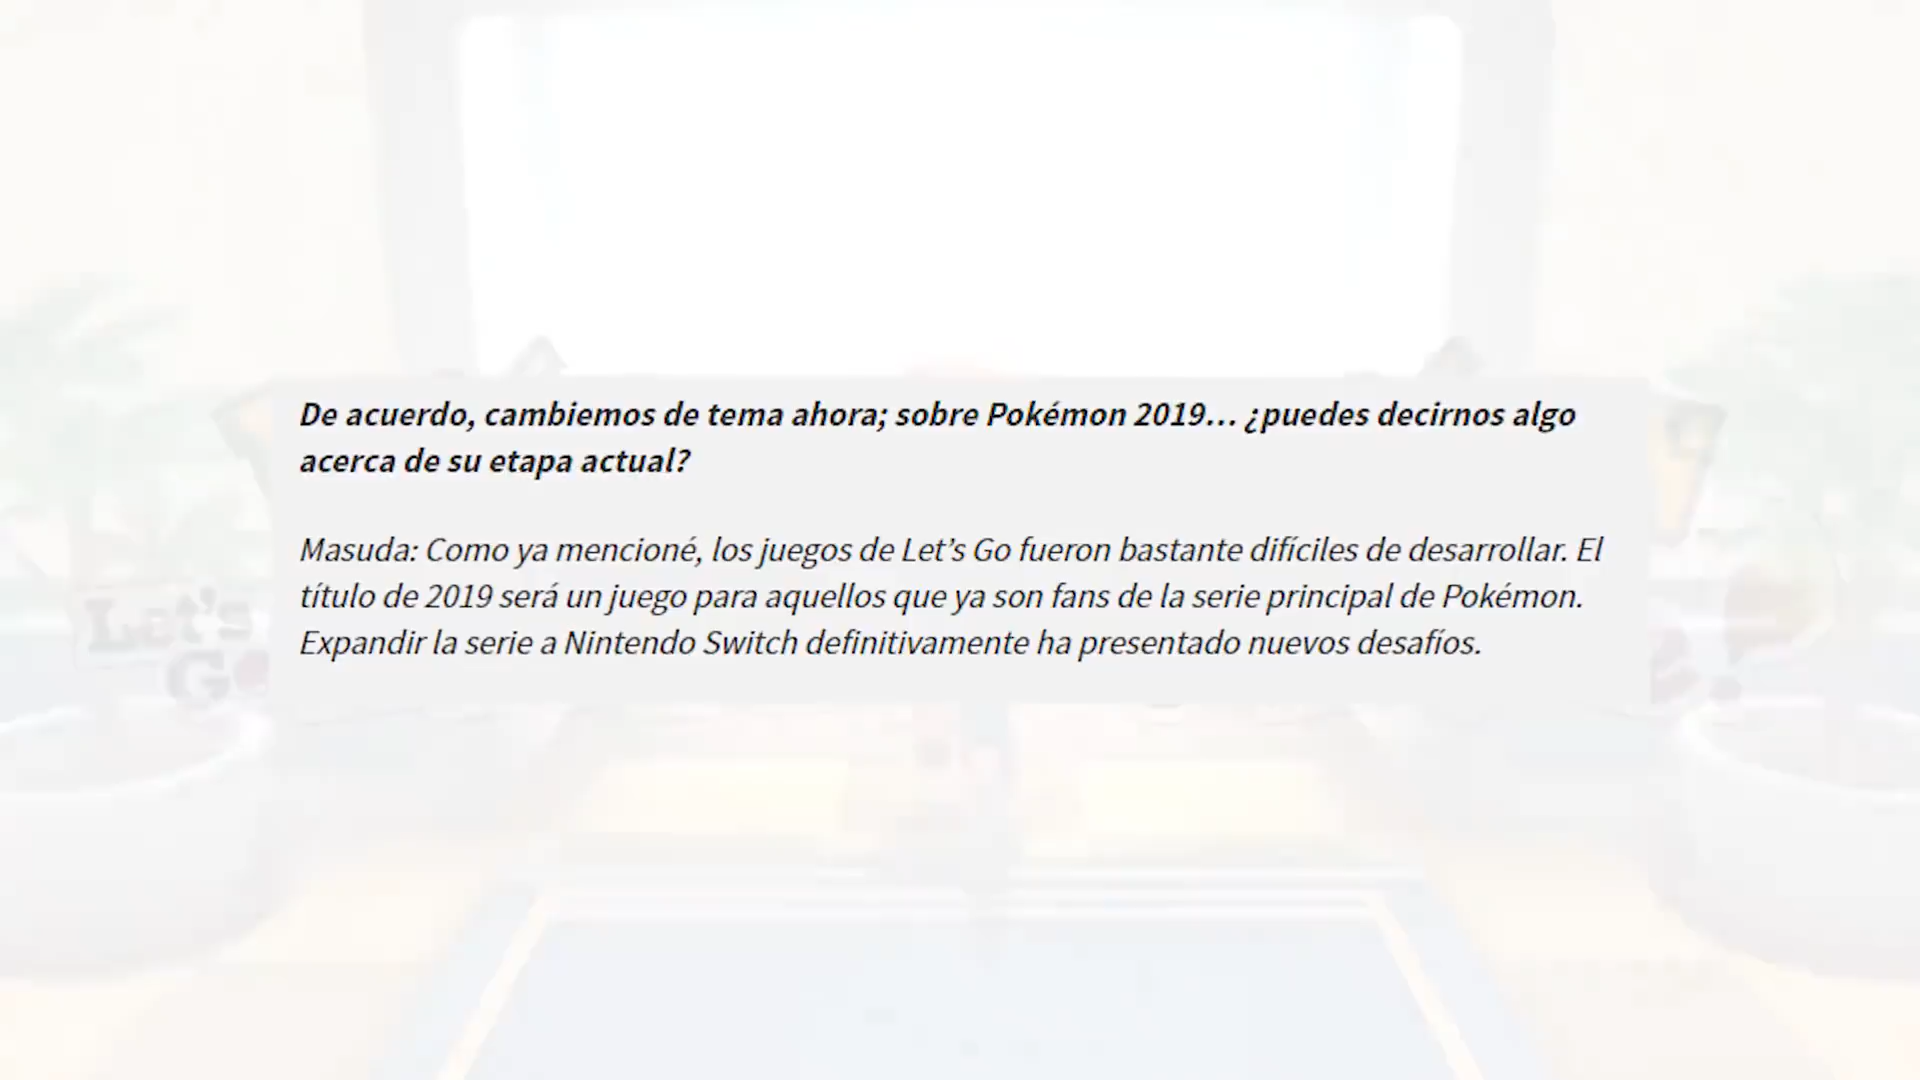 De acuerdo, cambiemos de tema ahora; sobre Pokémon 2019... ¿puedes decirnos algo
acerca de su etapa actual?
Masuda: Como ya mencioné, los juegos de Let’s Go fueron bastante difíciles de desarrollar. El
título de 2019 será un juego para aquellos que ya son fans de la serie principal de Pokémon.
Expandir la serie a Nintendo Switch definitivamente ha presentado nuevos desafíos.
Let's
GO